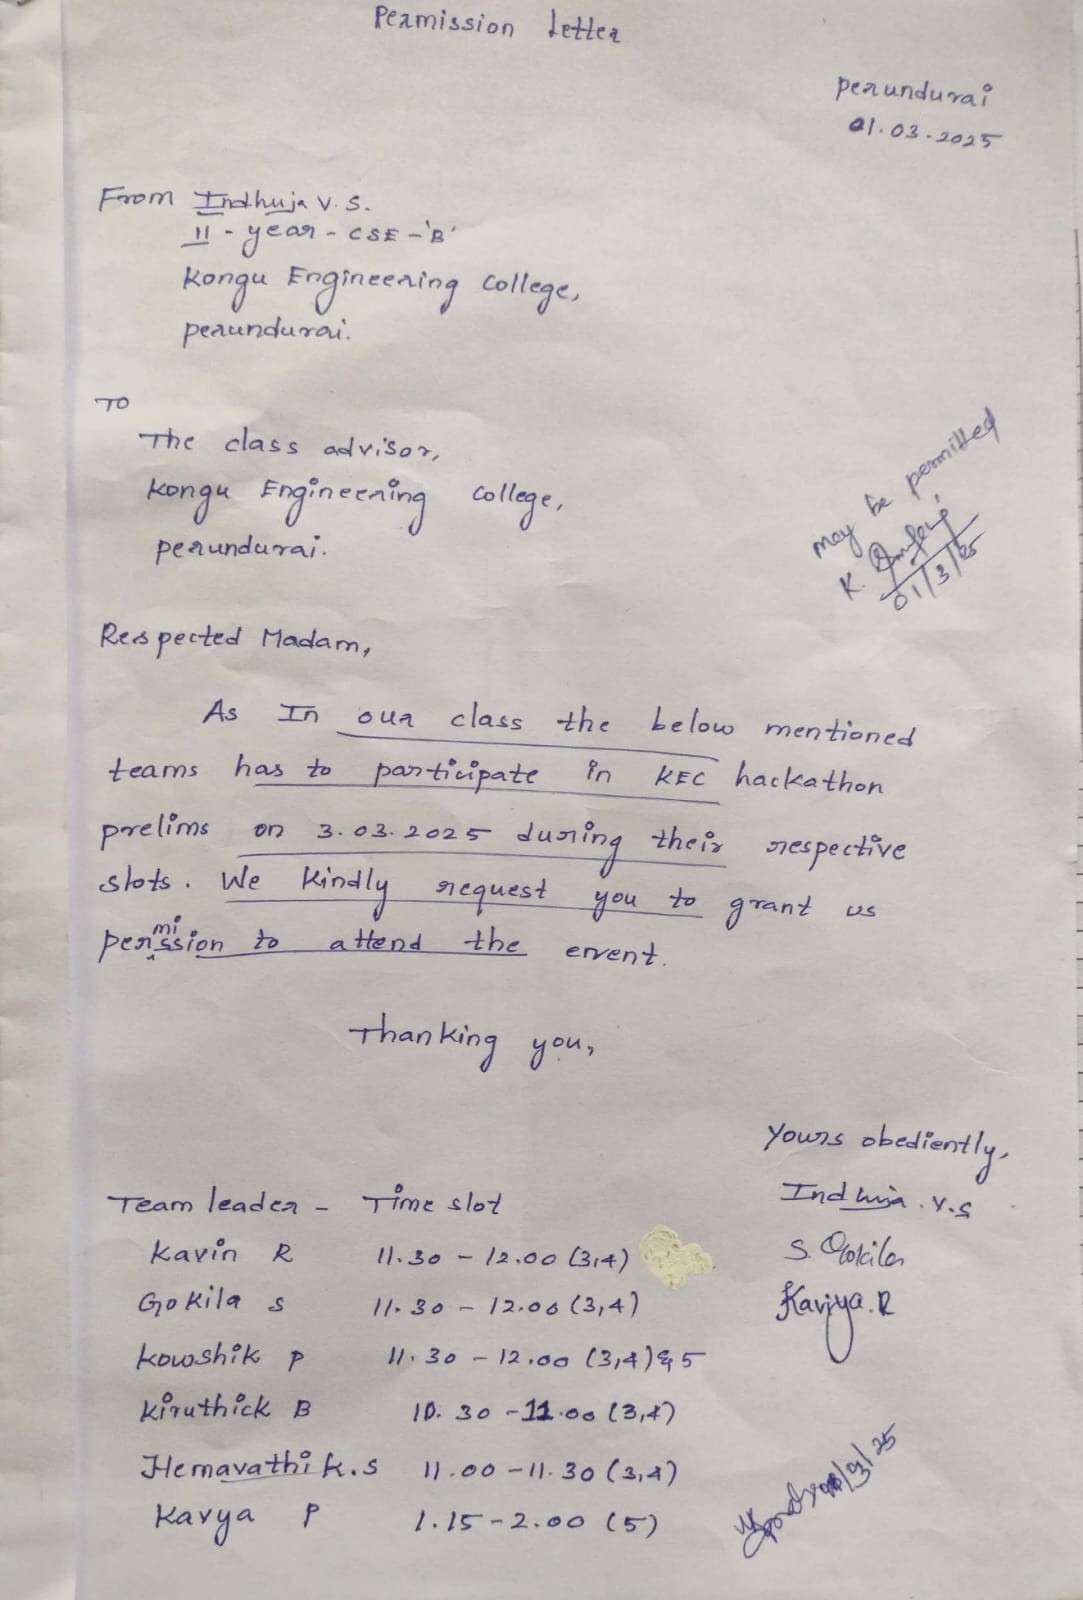 Permission Letter
Perundurai
01.03.2025
From Indhuja V.S.
II - year - CSE - 'B'
Kongu Engineering College,
Perundurai.
To
The class advisor,
Kongu Engineering College,
Perundurai.
may be permitted
K.
01/3/25
Respected Madam,
As In our class the below mentioned
teams has to participate in KEC hackathon
prelims on 3.03.2025 during their respective
slots. We kindly request you to grant us
permission to attend the event.
Thanking you,
Yours obediently,
Indhuja.V.S
S. Gokila
Kaviya.R
Team leader - Time slot
Kavin R 11.30 - 12.00 (3,4)
Gokila S 11.30 - 12.00 (3,4)
Kowshik P 11.30 - 12.00 (3,4) & 5
Kiruthick B 10.30 - 11.00 (3,4)
Hemavathi K.S 11.00 - 11.30 (3,4)
Kavya P 1.15 - 2.00 (5)